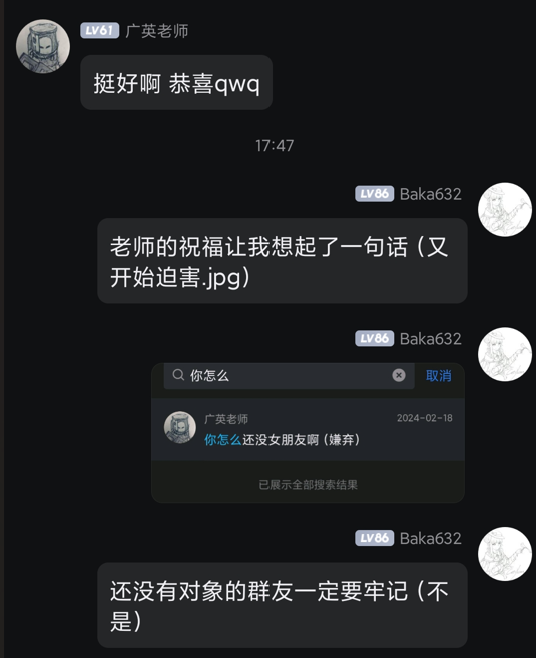 LV61 广英老师
挺好啊 恭喜qwq
17:47
LV86 Baka632
老师的祝福让我想起了一句话（又
开始迫害.jpg）
LV86 Baka632
你怎么 取消
广英老师 2024-02-18
你怎么还没女朋友啊（嫌弃）
已展示全部搜索结果
LV86 Baka632
还没有对象的群友一定要牢记（不
是）